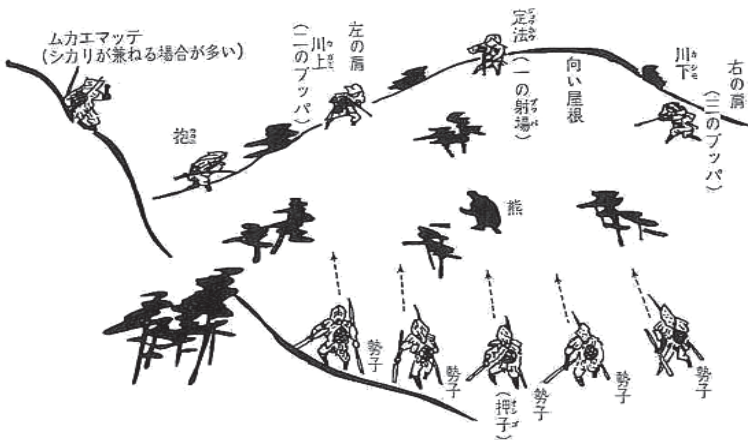 ムカエマッテ
(シカリが兼ねる場合が多い)
抱
左の肩
川上
(二のブッパ)
定法
(一の射場)
向い屋根
川下
右の肩
(三のブッパ)
熊
勢子
勢子
勢子
(押子)
勢子
勢子